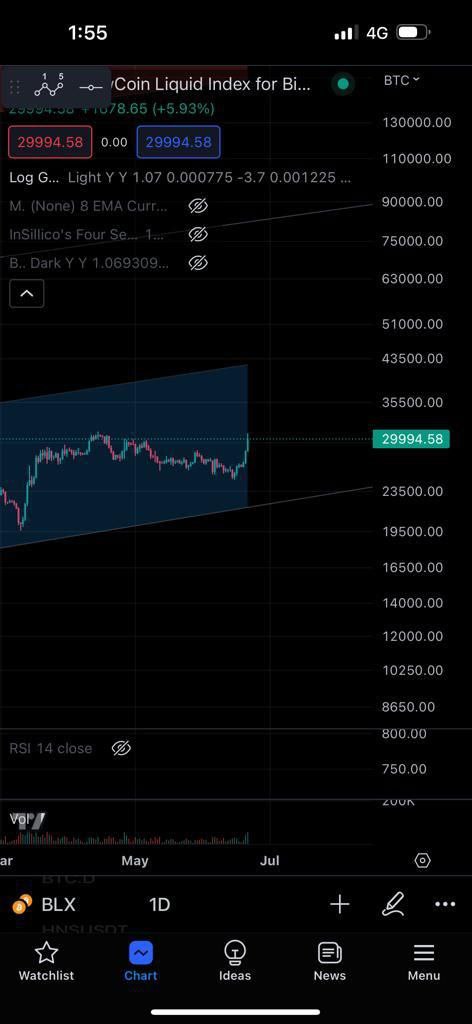 1:55 4G
1 5
Coin Liquid Index for Bi... BTC
29994.58 +1678.65 (+5.93%)
130000.00
29994.58 0.00 29994.58
110000.00
Log G... Light Y Y 1.07 0.000775 -3.7 0.001225 ...
M. (None) 8 EMA Curr... 90000.00
InSillico's Four Se... 1... 75000.00
B.. Dark Y Y 1.069309...
63000.00
51000.00
43500.00
35500.00
29994.58
23500.00
19500.00
16500.00
14000.00
12000.00
10250.00
8650.00
800.00
RSI 14 close
750.00
200K
Vol
ar May Jul
BTC.D
BLX 1D
HNSUSDT
Watchlist Chart Ideas News Menu